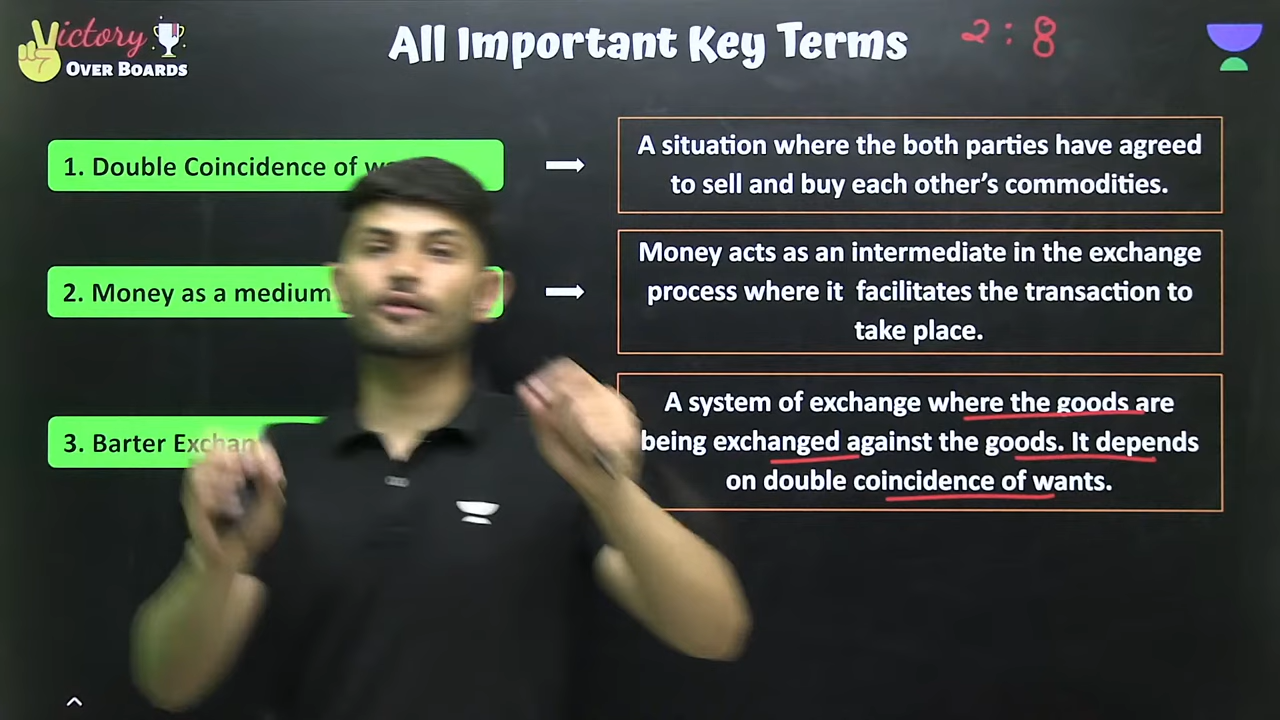 Victory
OVER BOARDS
All Important Key Terms
2 : 8
1. Double Coincidence of
A situation where the both parties have agreed
to sell and buy each other's commodities.
2. Money as a medium
Money acts as an intermediate in the exchange
process where it facilitates the transaction to
take place.
3. Barter Exchan
A system of exchange where the goods are
being exchanged against the goods. It depends
on double coincidence of wants.